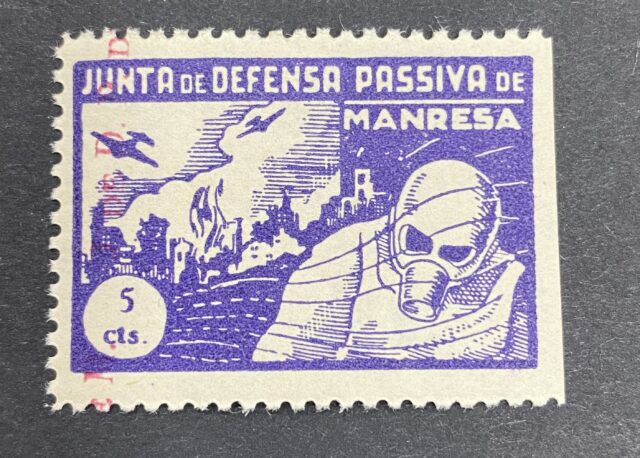 JUNTA DE DEFENSA PASSIVA DE
MANRESA
5
cts.